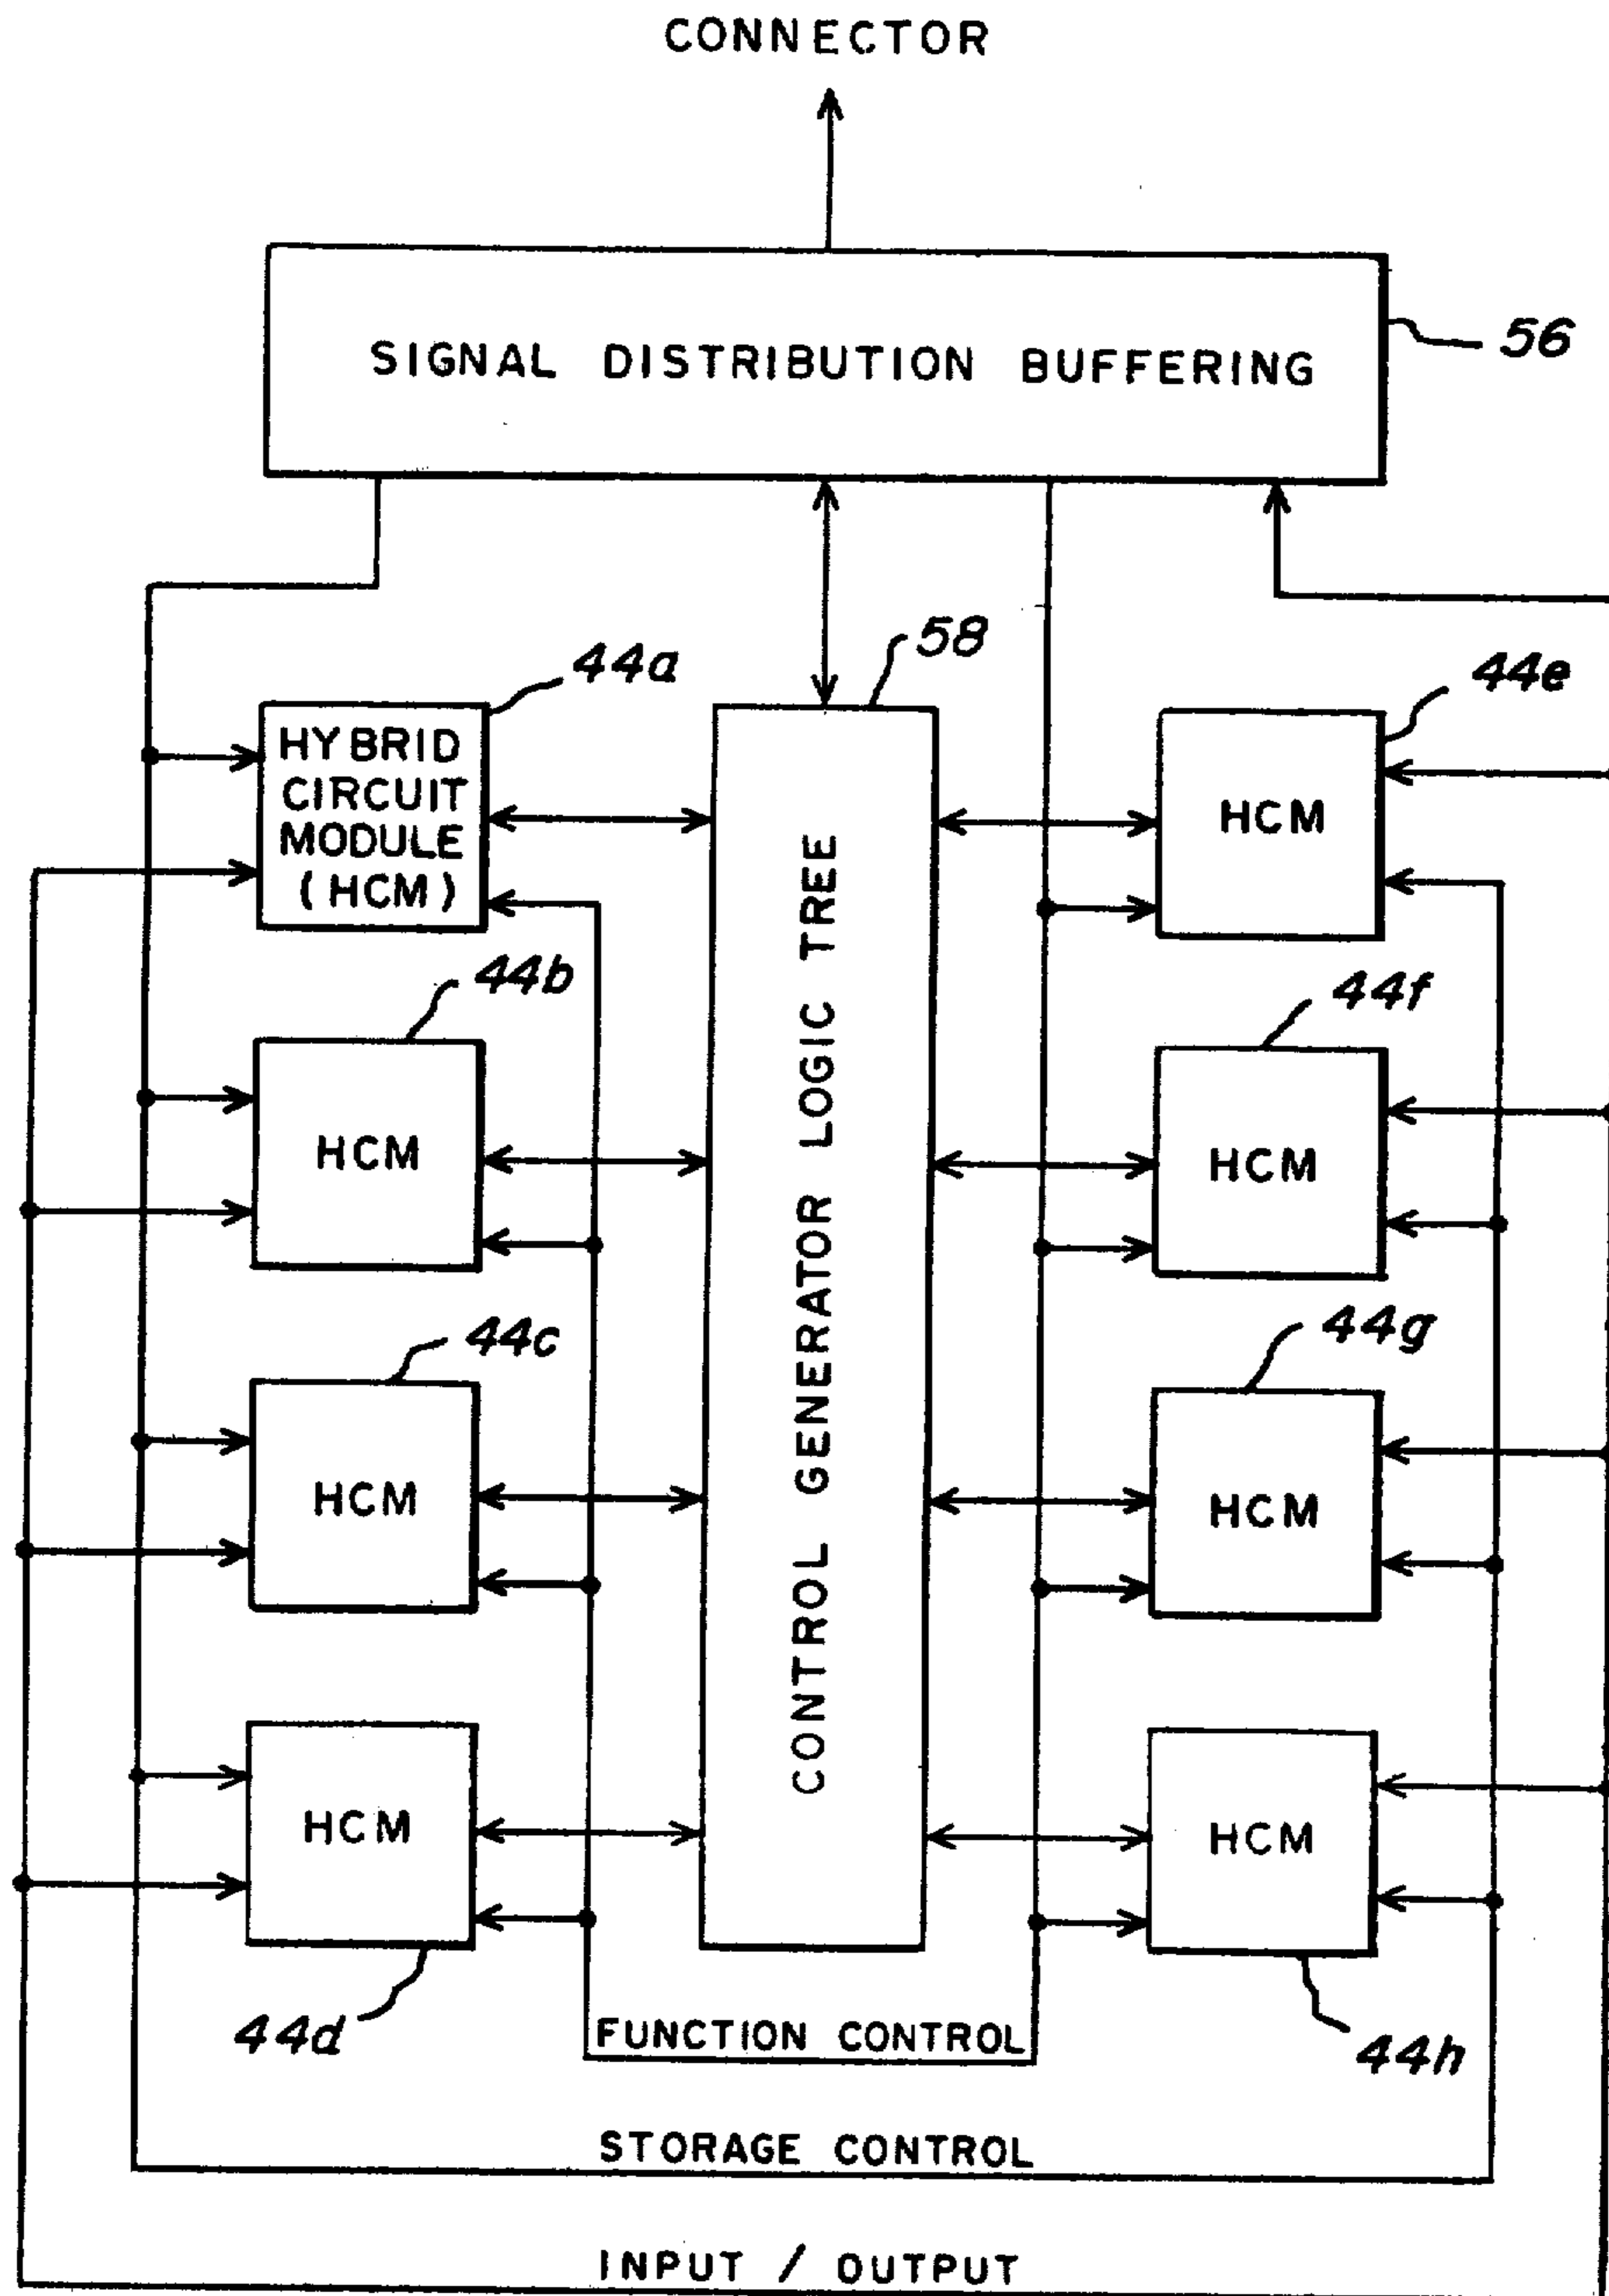 CONNECTOR
SIGNAL DISTRIBUTION BUFFERING
56
58
44a
44e
HYBRID
CIRCUIT
MODULE
(HCM)
HCM
44b
44f
HCM
HCM
44c
44g
HCM
HCM
CONTROL GENERATOR LOGIC TREE
HCM
HCM
44d
44h
FUNCTION CONTROL
STORAGE CONTROL
INPUT / OUTPUT